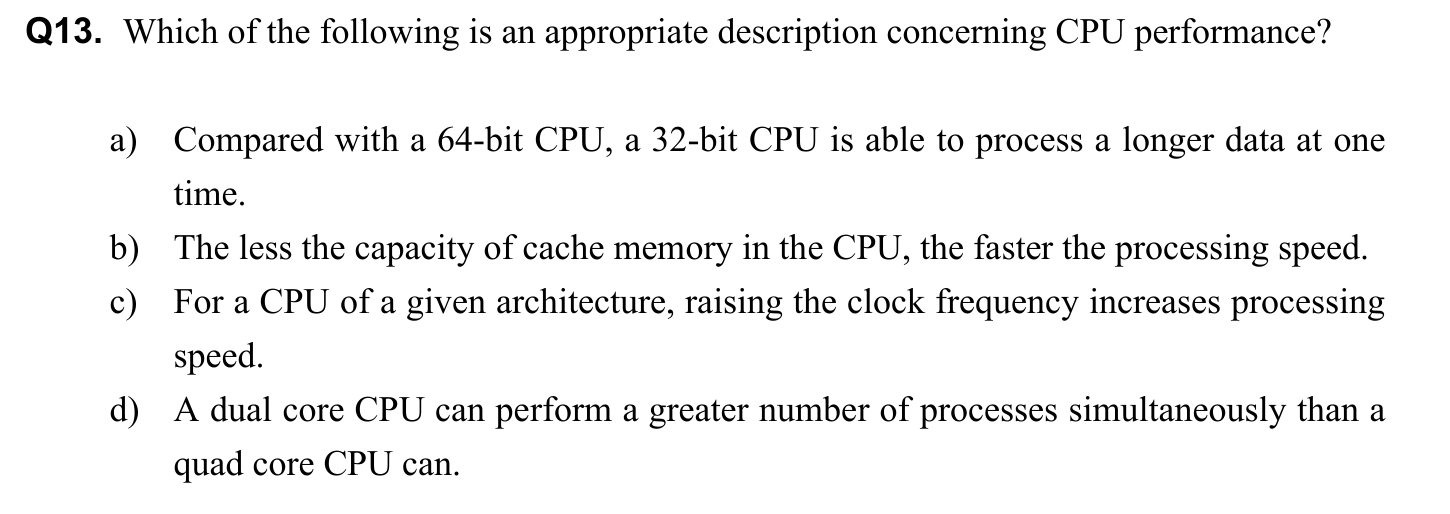 Q13. Which of the following is an appropriate description concerning CPU performance?
a) Compared with a 64-bit CPU, a 32-bit CPU is able to process a longer data at one
time.
b) The less the capacity of cache memory in the CPU, the faster the processing speed.
c) For a CPU of a given architecture, raising the clock frequency increases processing
speed.
d) A dual core CPU can perform a greater number of processes simultaneously than a
quad core CPU can.